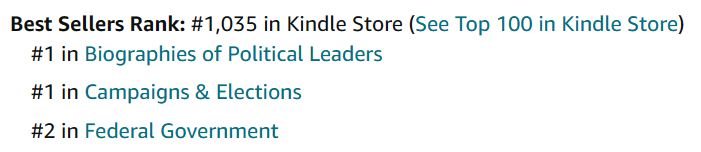 Best Sellers Rank: #1,035 in Kindle Store (See Top 100 in Kindle Store)
#1 in Biographies of Political Leaders
#1 in Campaigns & Elections
#2 in Federal Government